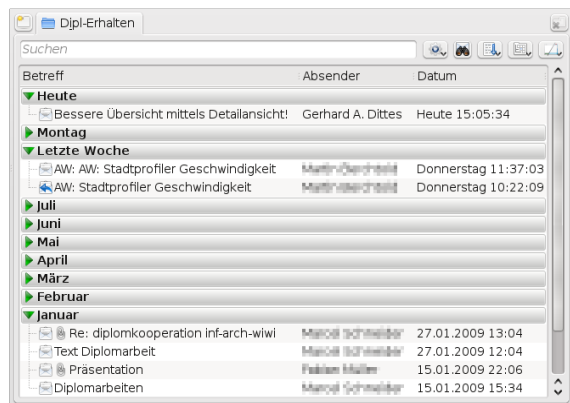 Dipl-Erhalten
Suchen
Betreff Absender Datum
Heute
Bessere Übersicht mittels Detailansicht! Gerhard A. Dittes Heute 15:05:34
Montag
Letzte Woche
AW: AW: Stadtprofiler Geschwindigkeit Donnerstag 11:37:03
AW: Stadtprofiler Geschwindigkeit Donnerstag 10:22:09
Juli
Juni
Mai
April
März
Februar
Januar
Re: diplomkooperation inf-arch-wiwi 27.01.2009 13:04
Text Diplomarbeit 27.01.2009 12:04
Präsentation 15.01.2009 22:06
Diplomarbeiten 15.01.2009 15:34